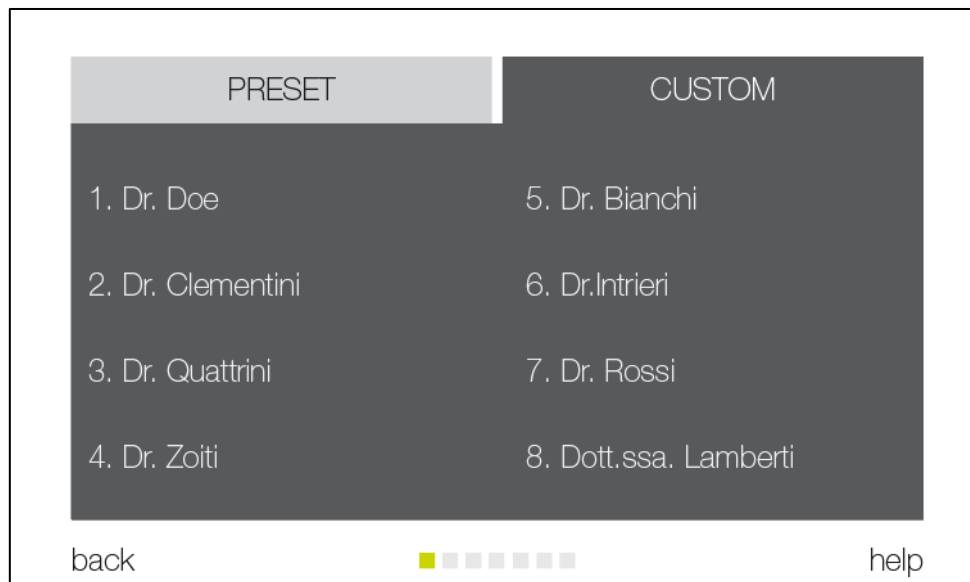 PRESET
CUSTOM
1. Dr. Doe
2. Dr. Clementini
3. Dr. Quattrini
4. Dr. Zoiti
5. Dr. Bianchi
6. Dr.Intrieri
7. Dr. Rossi
8. Dott.ssa. Lamberti
back
help